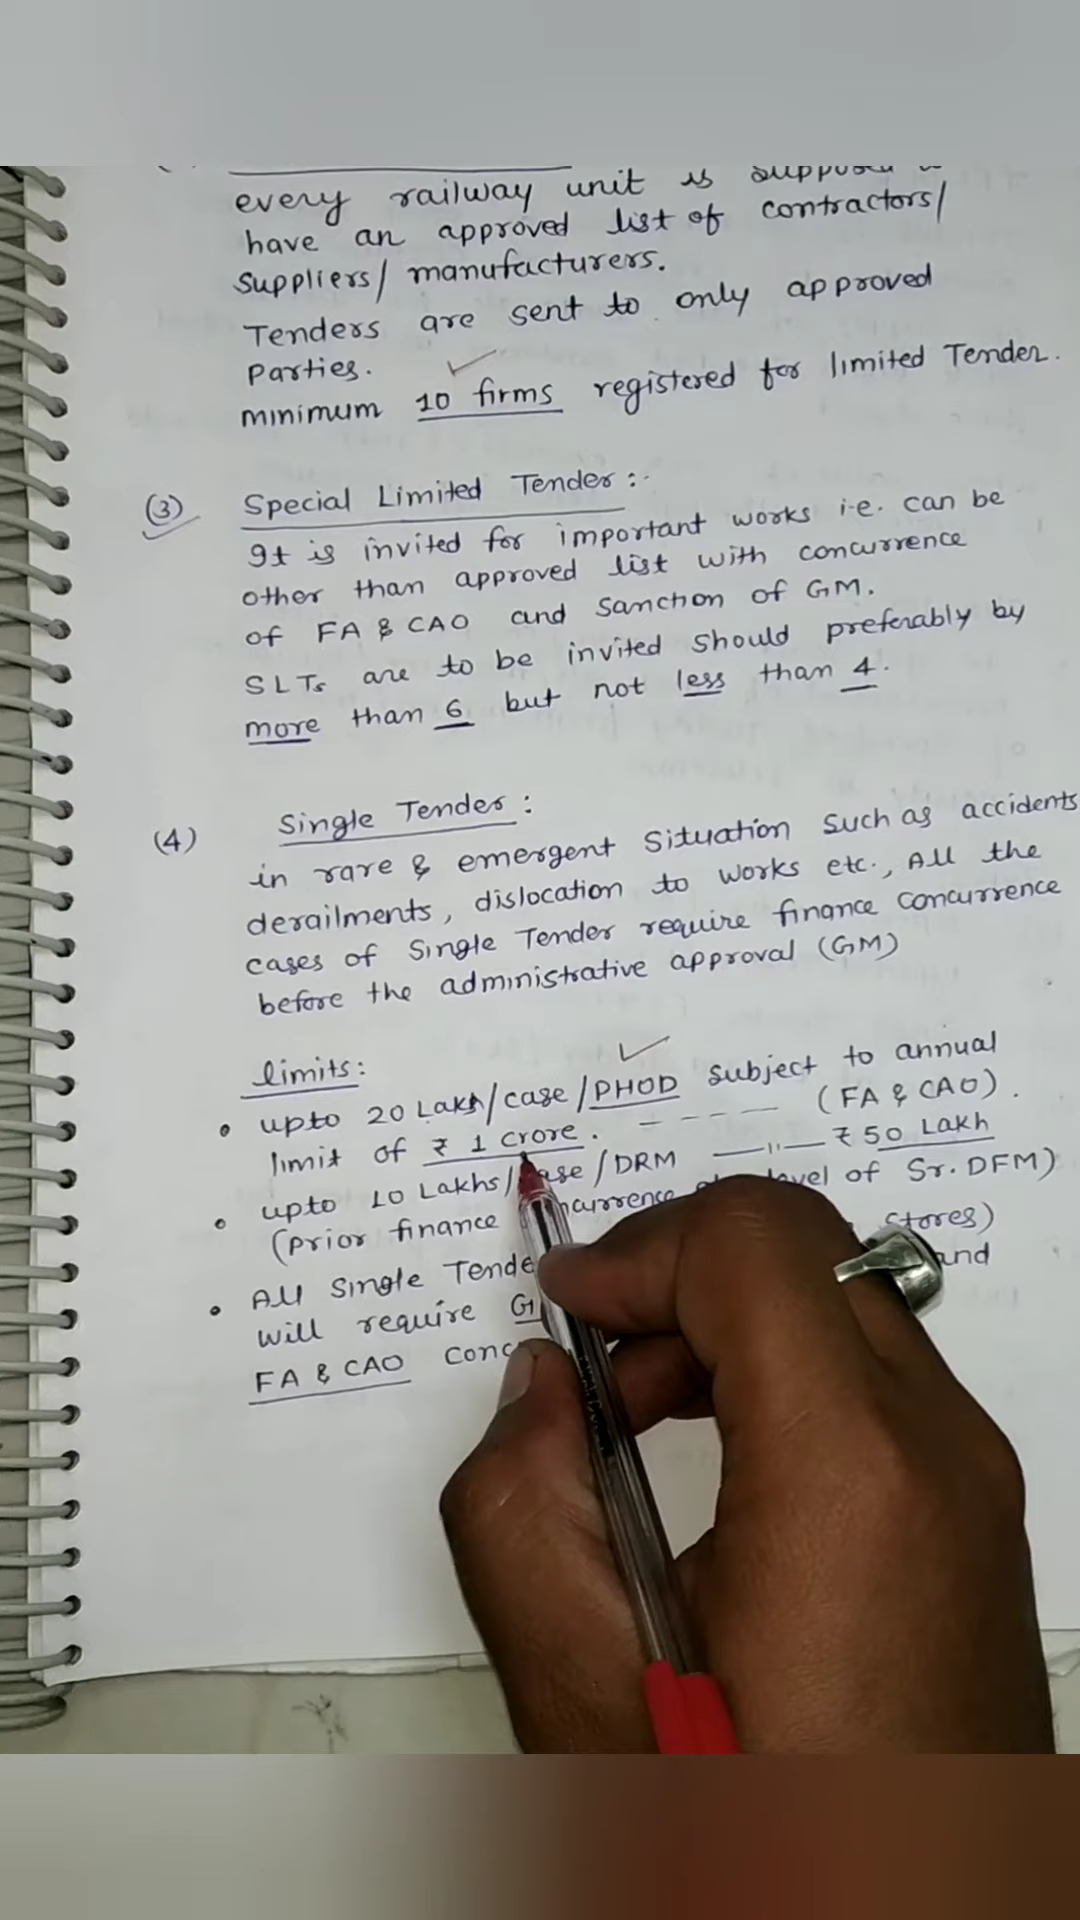 every railway unit is
have an approved list of contractors/
suppliers/ manufacturers.
Tenders are sent to only approved
parties.
minimum 10 firms registered for limited Tender.
(3) Special Limited Tender :-
It is invited for important works i.e. can be
other than approved list with concurrence
of FA & CAO and Sanction of GM.
SLTs are to be invited should preferably by
more than 6 but not less than 4.
(4) Single Tender :
in rare & emergent situation such as accidents
derailments, dislocation to works etc., All the
cases of single Tender require finance concurrence
before the administrative approval (GM)
limits:
• upto 20 Lakh/case/PHOD subject to annual
limit of ₹ 1 crore. - - - - - (FA & CAO).
• upto 10 Lakhs/case/DRM —— „ —— ₹ 50 Lakh
(prior finance level of Sr. DFM)
• All single stores)
will require and
FA & CAO